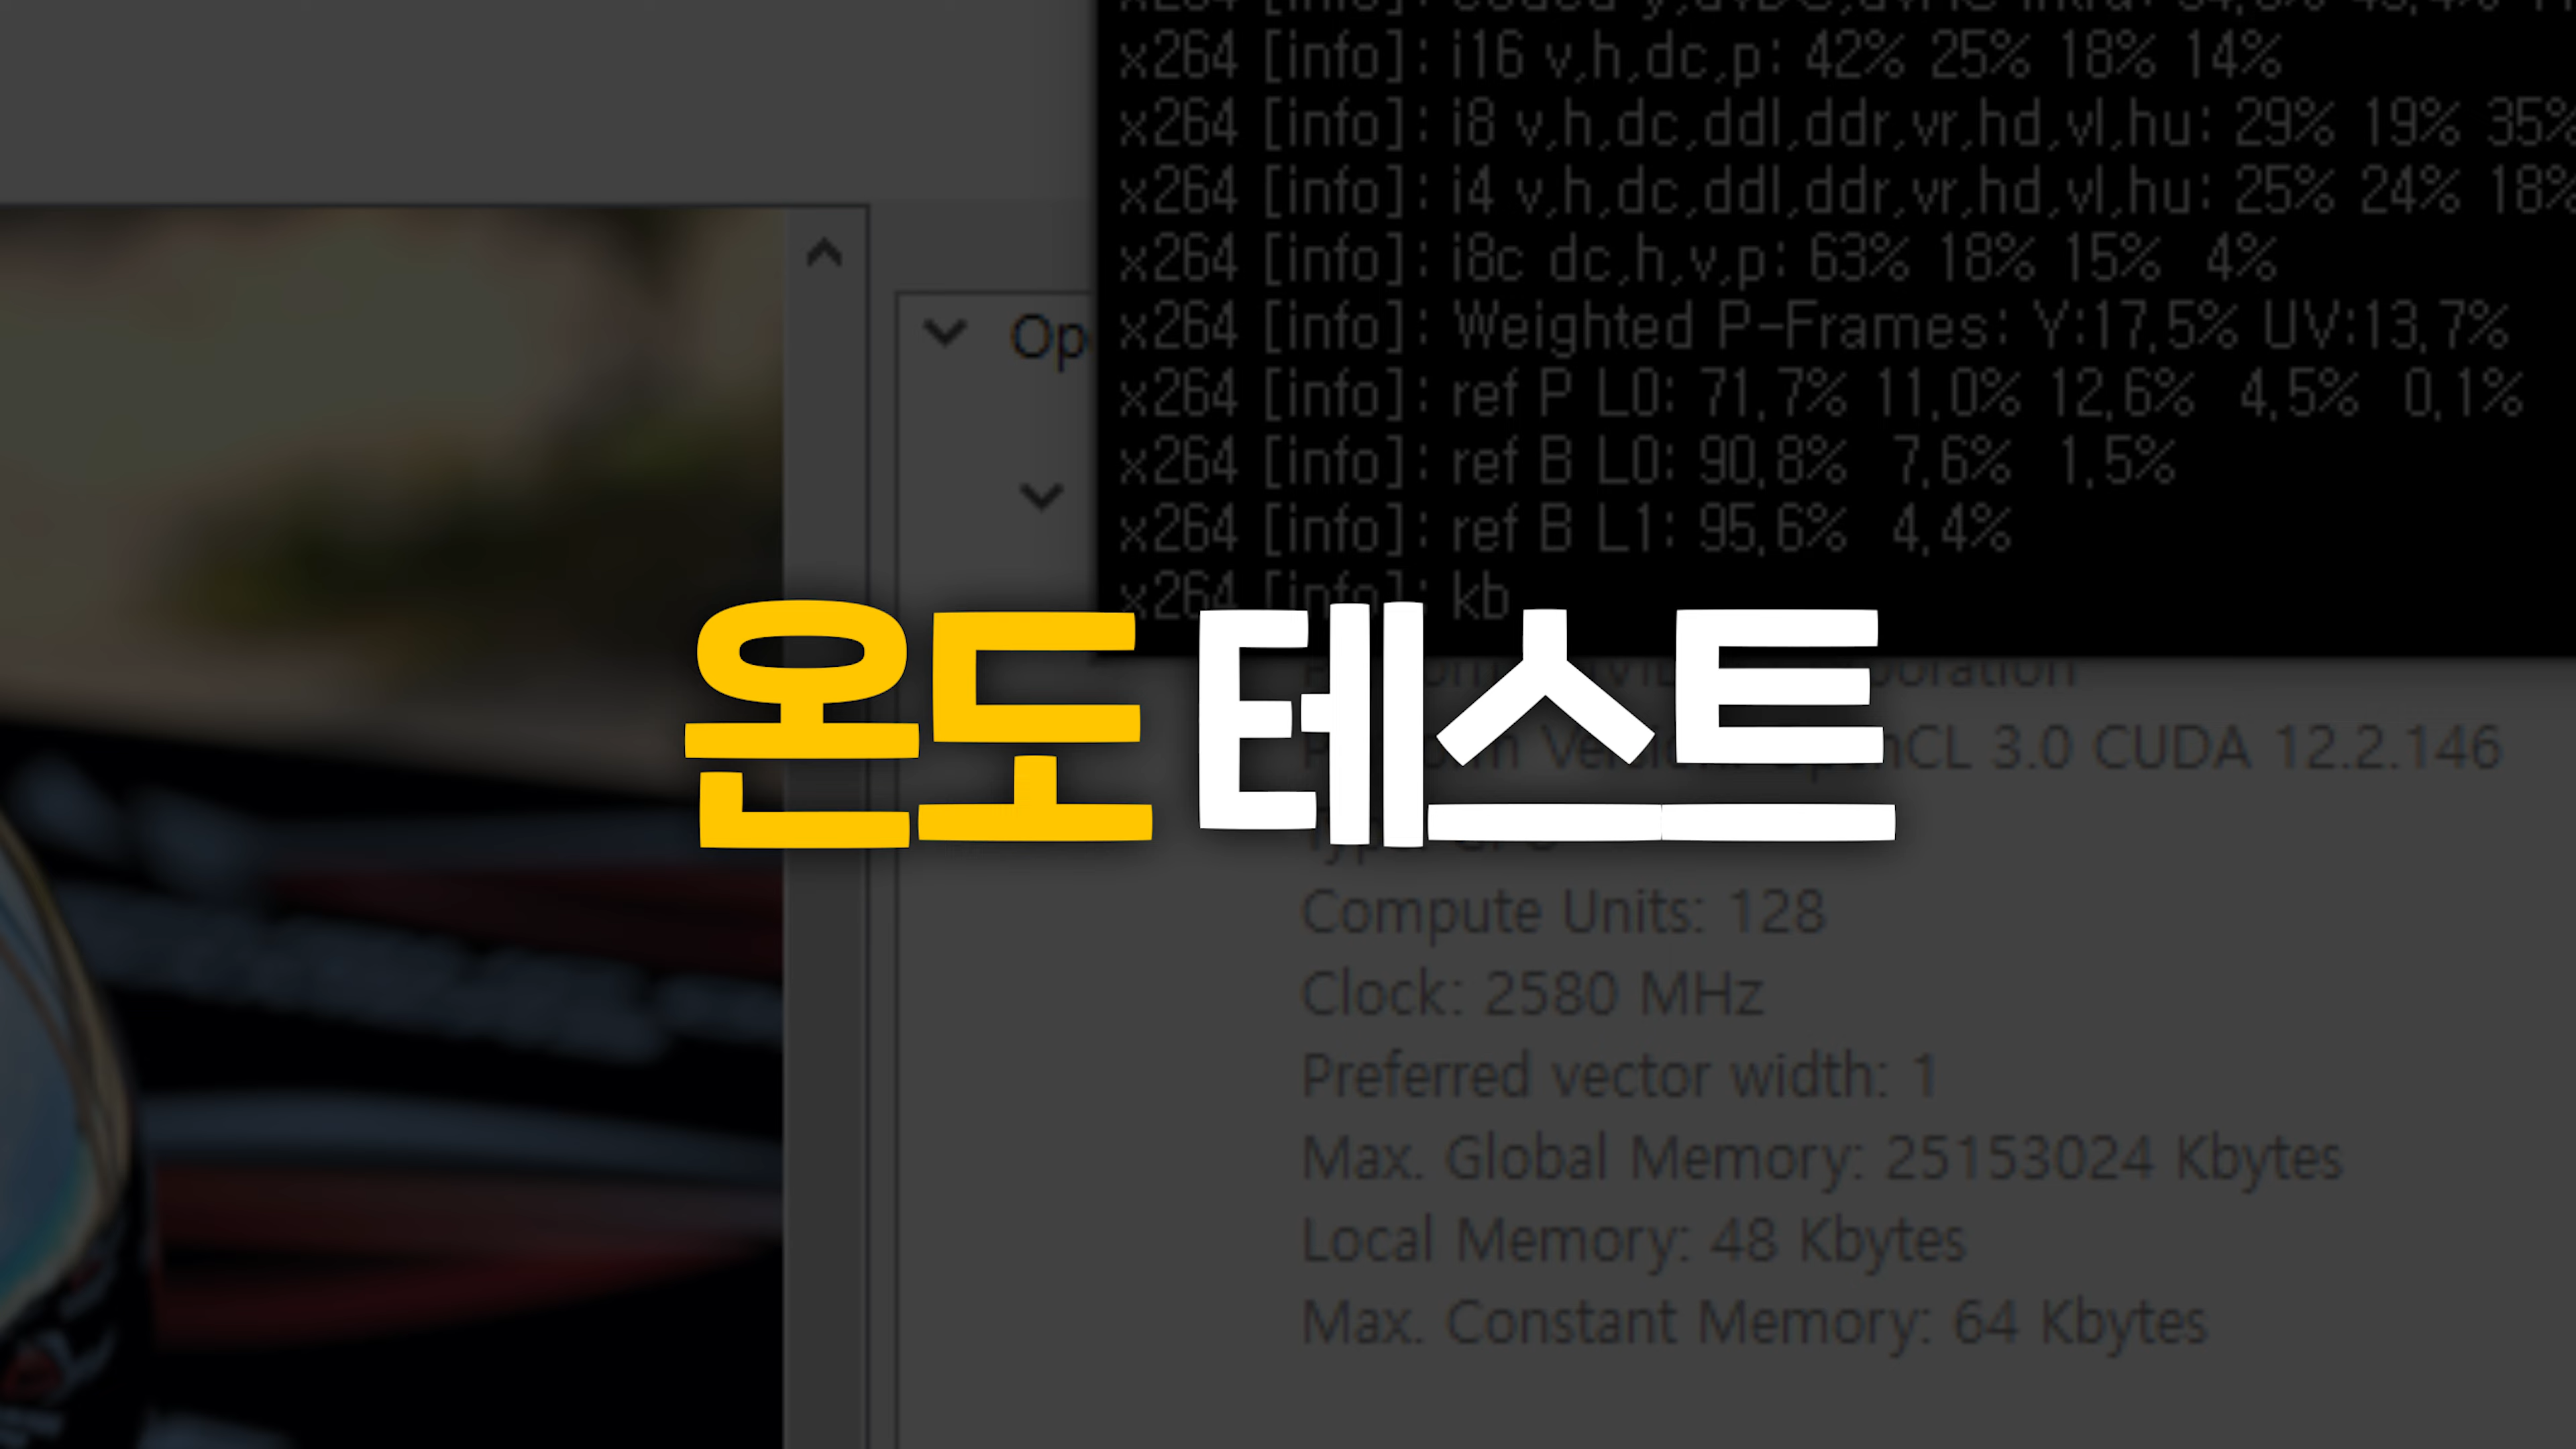 x264 [info]: i16 v,h,dc,p: 42% 25% 18% 14%
x264 [info]: i8 v,h,dc,ddl,ddr,vr,hd,vl,hu: 29% 19% 35%
x264 [info]: i4 v,h,dc,ddl,ddr,vr,hd,vl,hu: 25% 24% 18%
x264 [info]: i8c dc,h,v,p: 63% 18% 15% 4%
x264 [info]: Weighted P-Frames: Y:17.5% UV:13.7%
x264 [info]: ref P L0: 71.7% 11.0% 12.6% 4.5% 0.1%
x264 [info]: ref B L0: 90.8% 7.6% 1.5%
x264 [info]: ref B L1: 95.6% 4.4%
x264 [info]: kb
Op
온도 테스트
3.0 CUDA 12.2.146
Compute Units: 128
Clock: 2580 MHz
Preferred vector width: 1
Max. Global Memory: 25153024 Kbytes
Local Memory: 48 Kbytes
Max. Constant Memory: 64 Kbytes